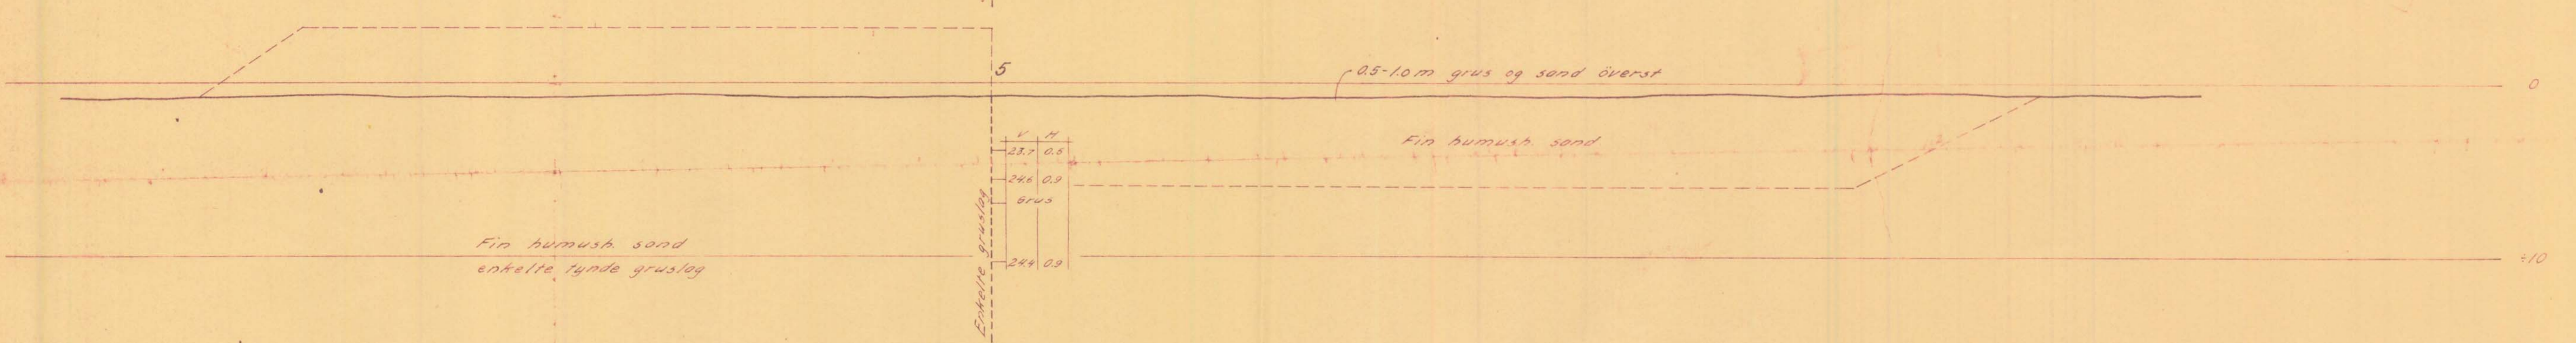 5
0.5-1.0 m grus og sand överst
0
V H
23.7 0.5
Fin humush. sand
24.6 0.9
Grus
Enkelte gruslag
Fin humush. sand
enkelte tynde gruslag
24.4 0.9
÷10